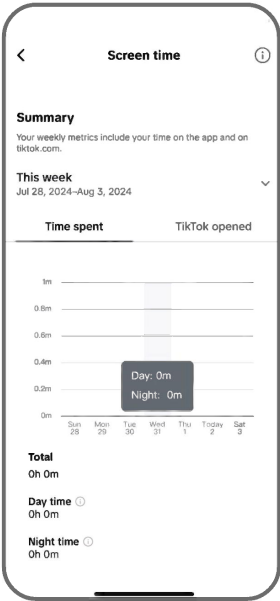 Screen time
Summary
Your weekly metrics include your time on the app and on
tiktok.com.
This week
Jul 28, 2024–Aug 3, 2024
Time spent TikTok opened
1m
0.8m
0.6m
0.4m
0.2m
0m
Day: 0m
Night: 0m
Sun Mon Tue Wed Thu Today Sat
28 29 30 31 1 2 3
Total
0h 0m
Day time
0h 0m
Night time
0h 0m